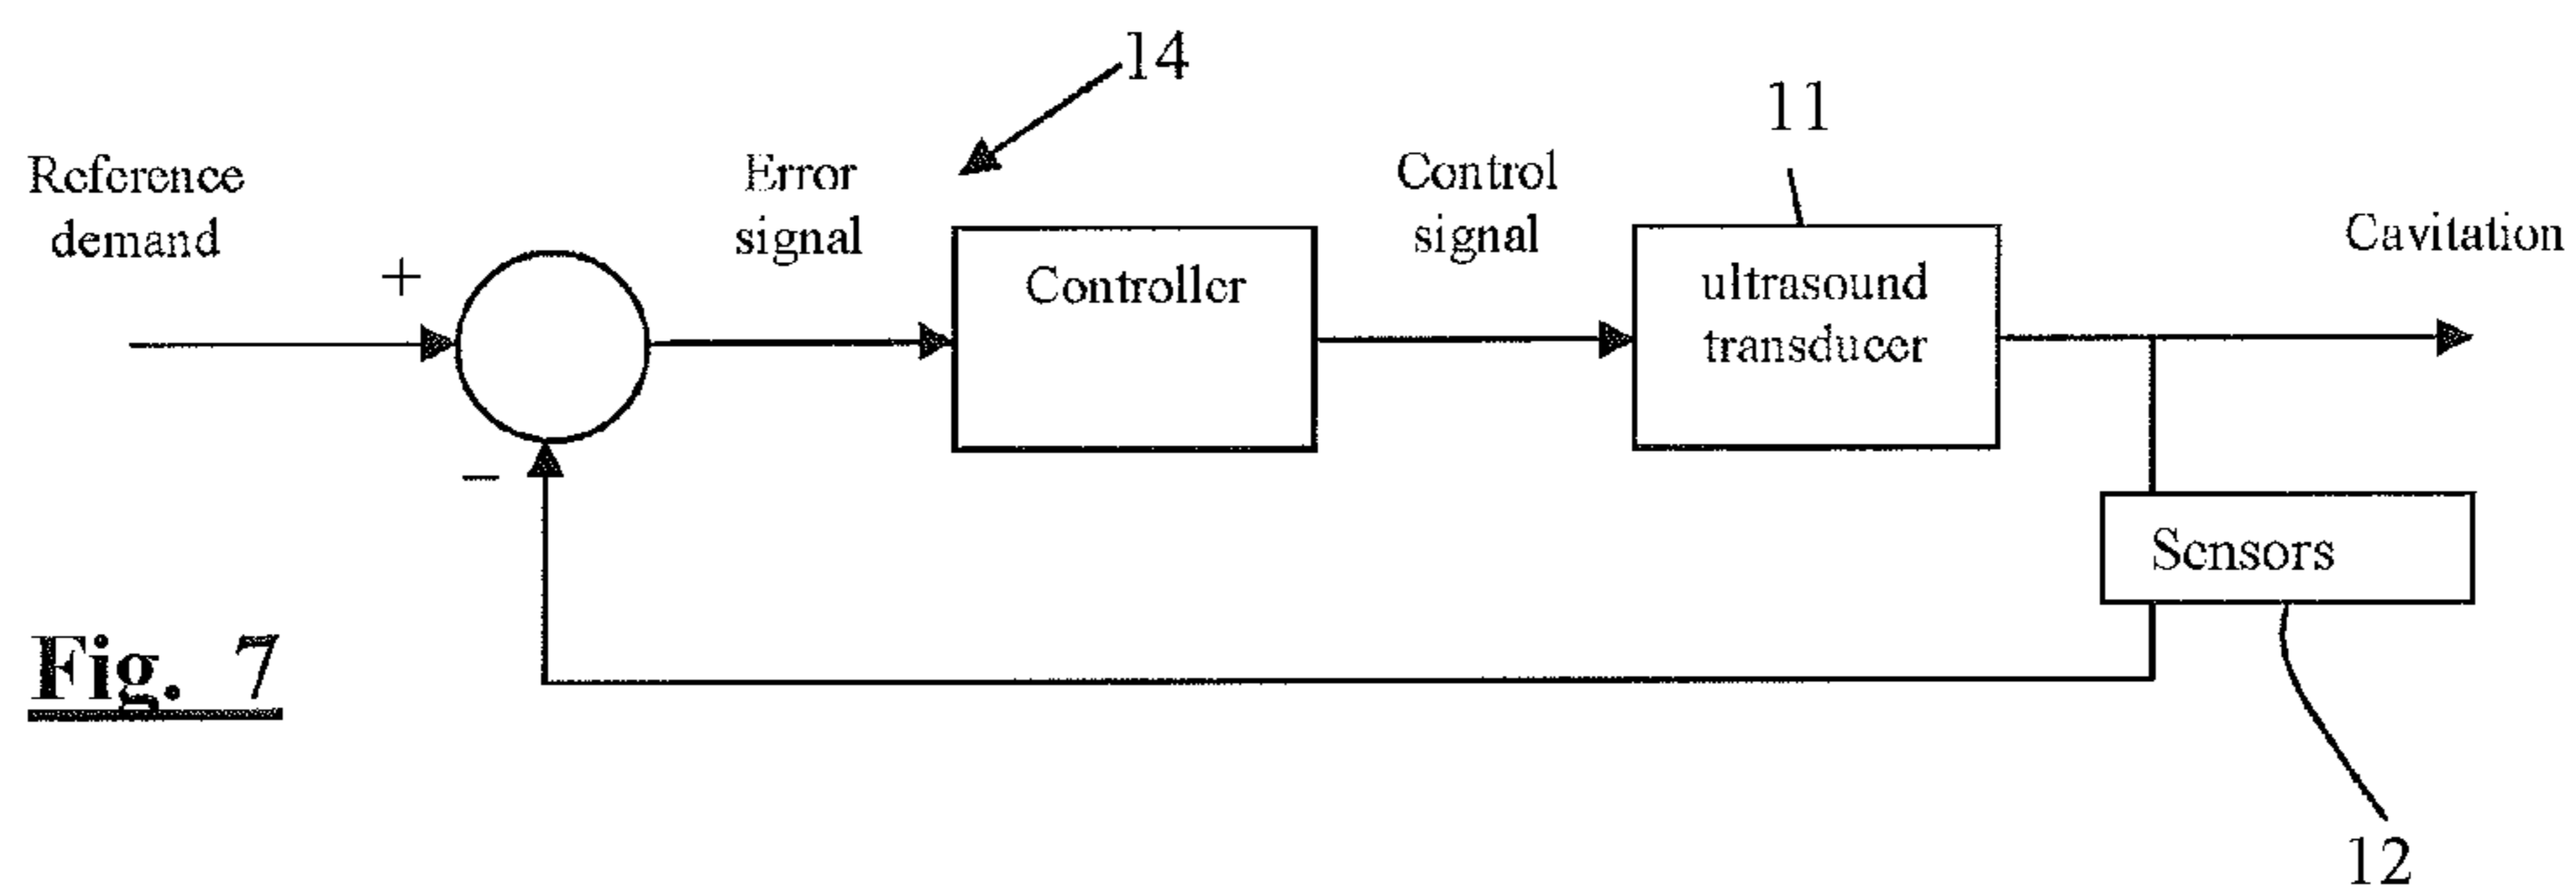 14
11
Reference
demand
Error
signal
Control
signal
Cavitation
+
Controller
ultrasound
transducer
−
Sensors
Fig. 7
12